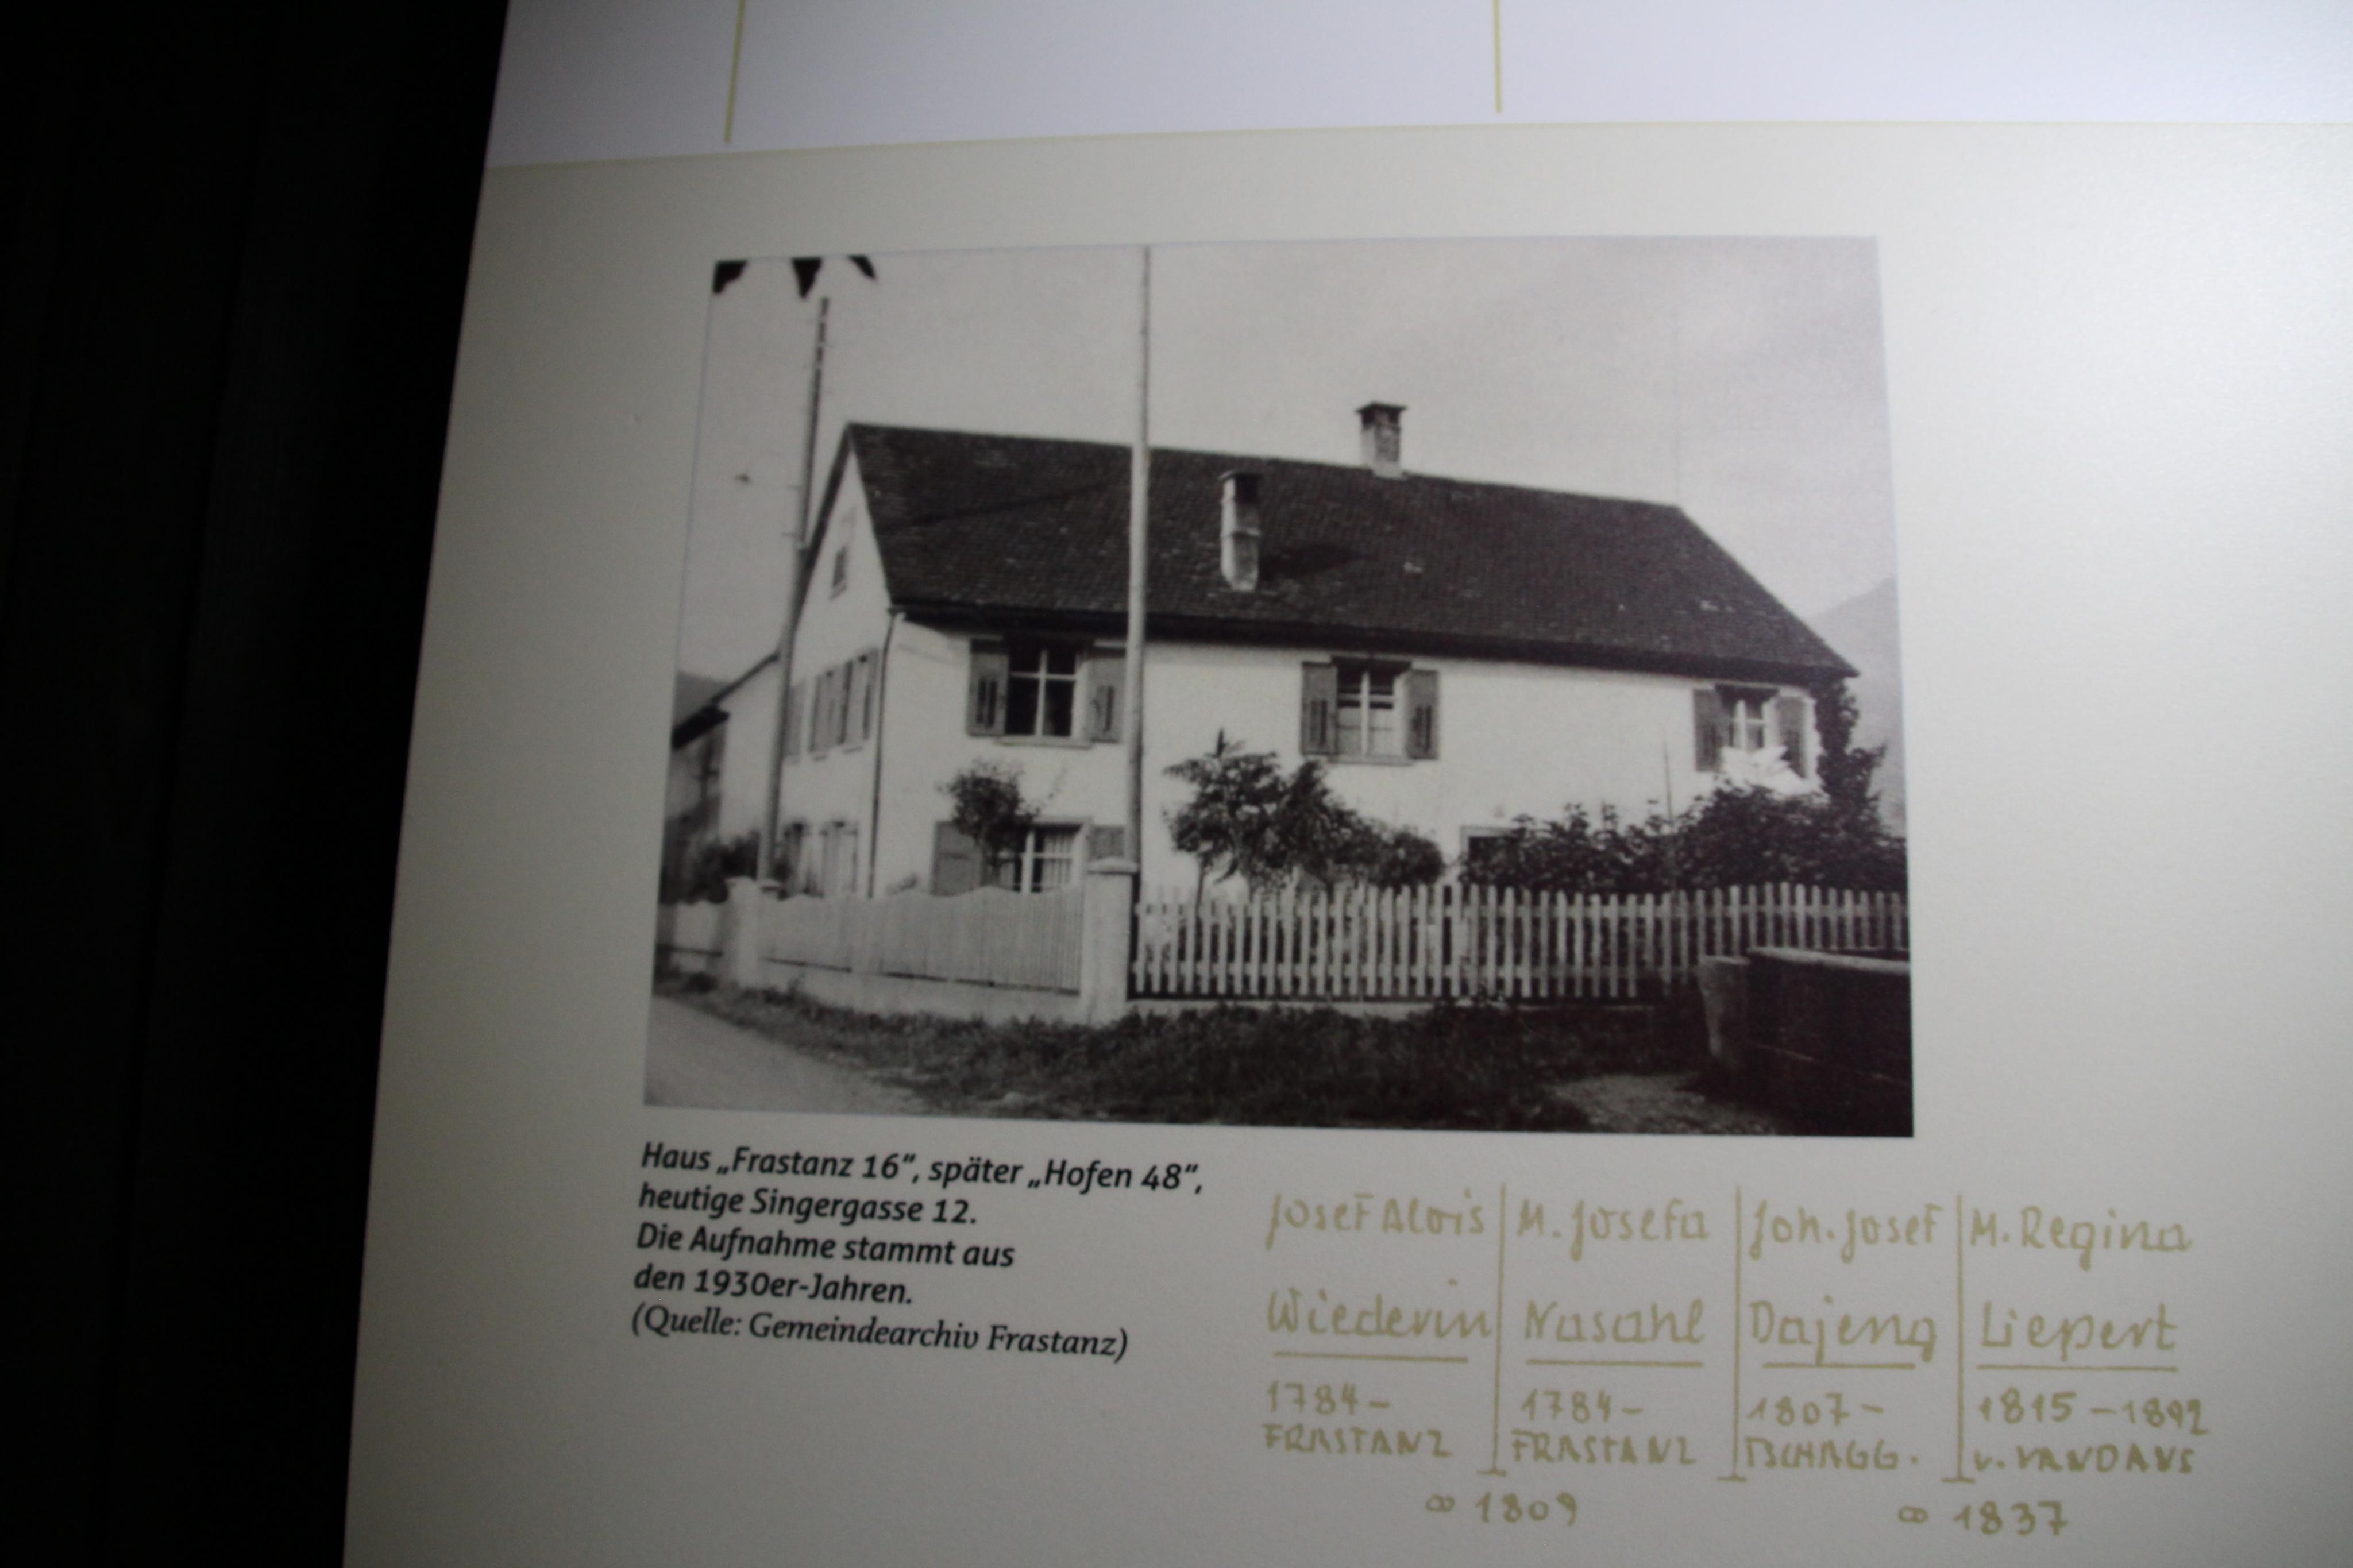 Haus „Frastanz 16“, später „Hofen 48“,
heutige Singergasse 12.
Die Aufnahme stammt aus
den 1930er-Jahren.
(Quelle: Gemeindearchiv Frastanz)
Josef Alois M. Josefa Joh. Josef M. Regina
Wiederin Nasahl Dajeng Liepert
1784- 1784- 1807- 1815-1892
FRASTANZ FRASTANZ TSCHAGG. v. VANDANS
∞ 1809 ∞ 1837